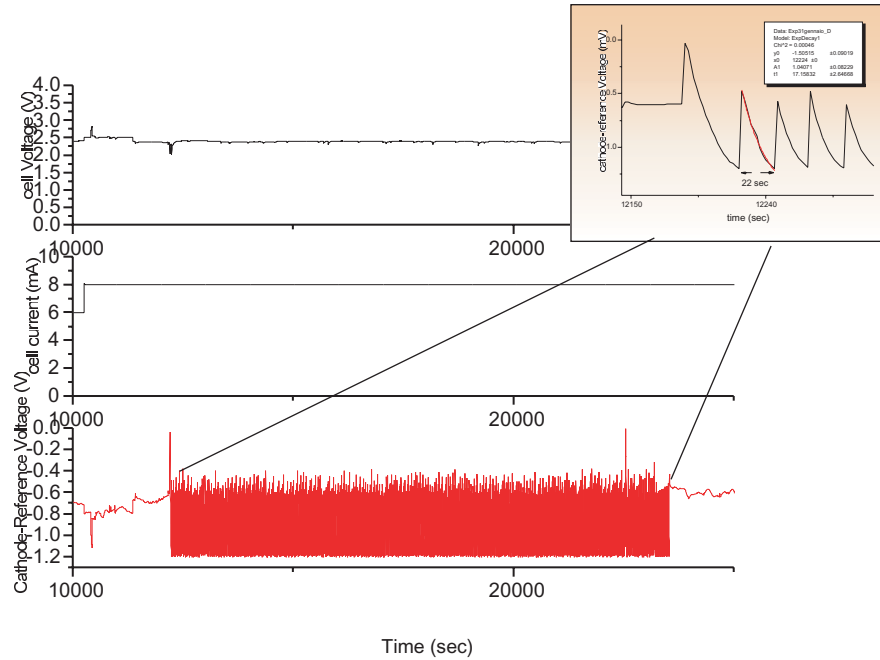 cell Voltage (V)
4.0
3.5
3.0
2.5
2.0
1.5
1.0
0.5
0.0
10000
20000
cathode-reference Voltage (mV)
0.0
0.5
1.0
Data: Exp31gennaio_D
Model: ExpDecay1
Chi^2 = 0.00046
y0 -1.50515 ±0.09019
x0 12224 ±0
A1 1.04071 ±0.08229
t1 17.15832 ±2.64668
22 sec
12150
12240
time (sec)
cell current (mA)
10
8
6
4
2
0
10000
20000
Cathode-Reference Voltage (V)
0.0
-0.2
-0.4
-0.6
-0.8
-1.0
-1.2
10000
20000
Time (sec)